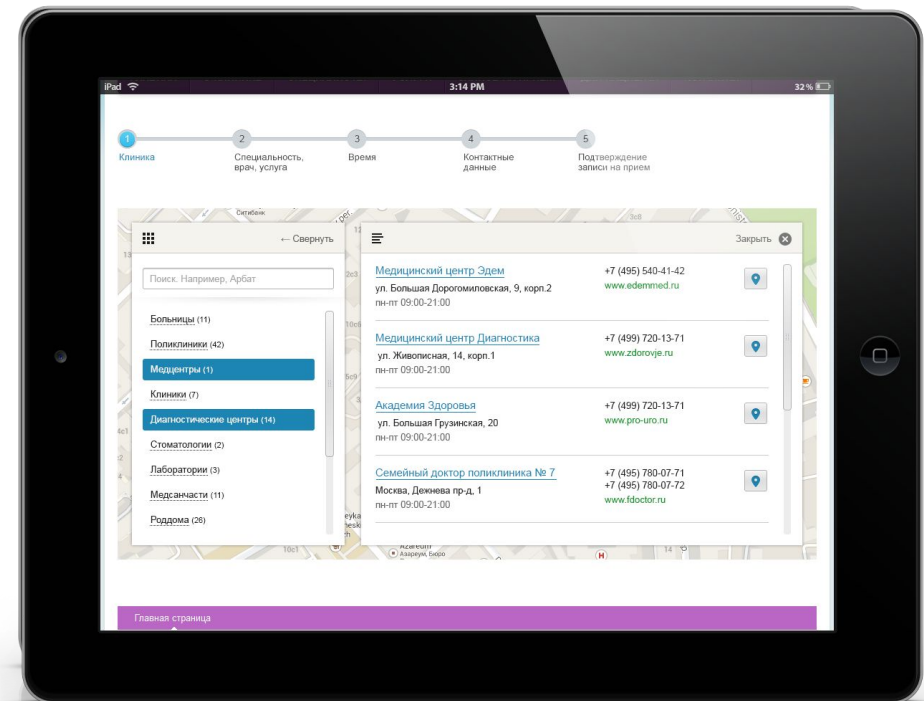 iPad 3:14 PM 32%
1 2 3 4 5
Клиника
Специальность,
врач, услуга
Время
Контактные
данные
Подтверждение
записи на прием
Ситибанк
3с8
← Свернуть
Закрыть
Поиск. Например, Арбат
Больницы (11)
Поликлиники (42)
Медцентры (1)
Клиники (7)
Диагностические центры (14)
Стоматологии (2)
Лаборатории (3)
Медсанчасти (11)
Роддома (26)
Медицинский центр Эдем
ул. Большая Дорогомиловская, 9, корп.2
пн-пт 09:00-21:00
+7 (495) 540-41-42
www.edemmed.ru
Медицинский центр Диагностика
ул. Живописная, 14, корп.1
пн-пт 09:00-21:00
+7 (499) 720-13-71
www.zdorovje.ru
Академия Здоровья
ул. Большая Грузинская, 20
пн-пт 09:00-21:00
+7 (499) 720-13-71
www.pro-uro.ru
Семейный доктор поликлиника № 7
Москва, Дежнева пр-д, 1
пн-пт 09:00-21:00
+7 (495) 780-07-71
+7 (495) 780-07-72
www.fdoctor.ru
10с1
Азареум, бюро
H
14
Главная страница